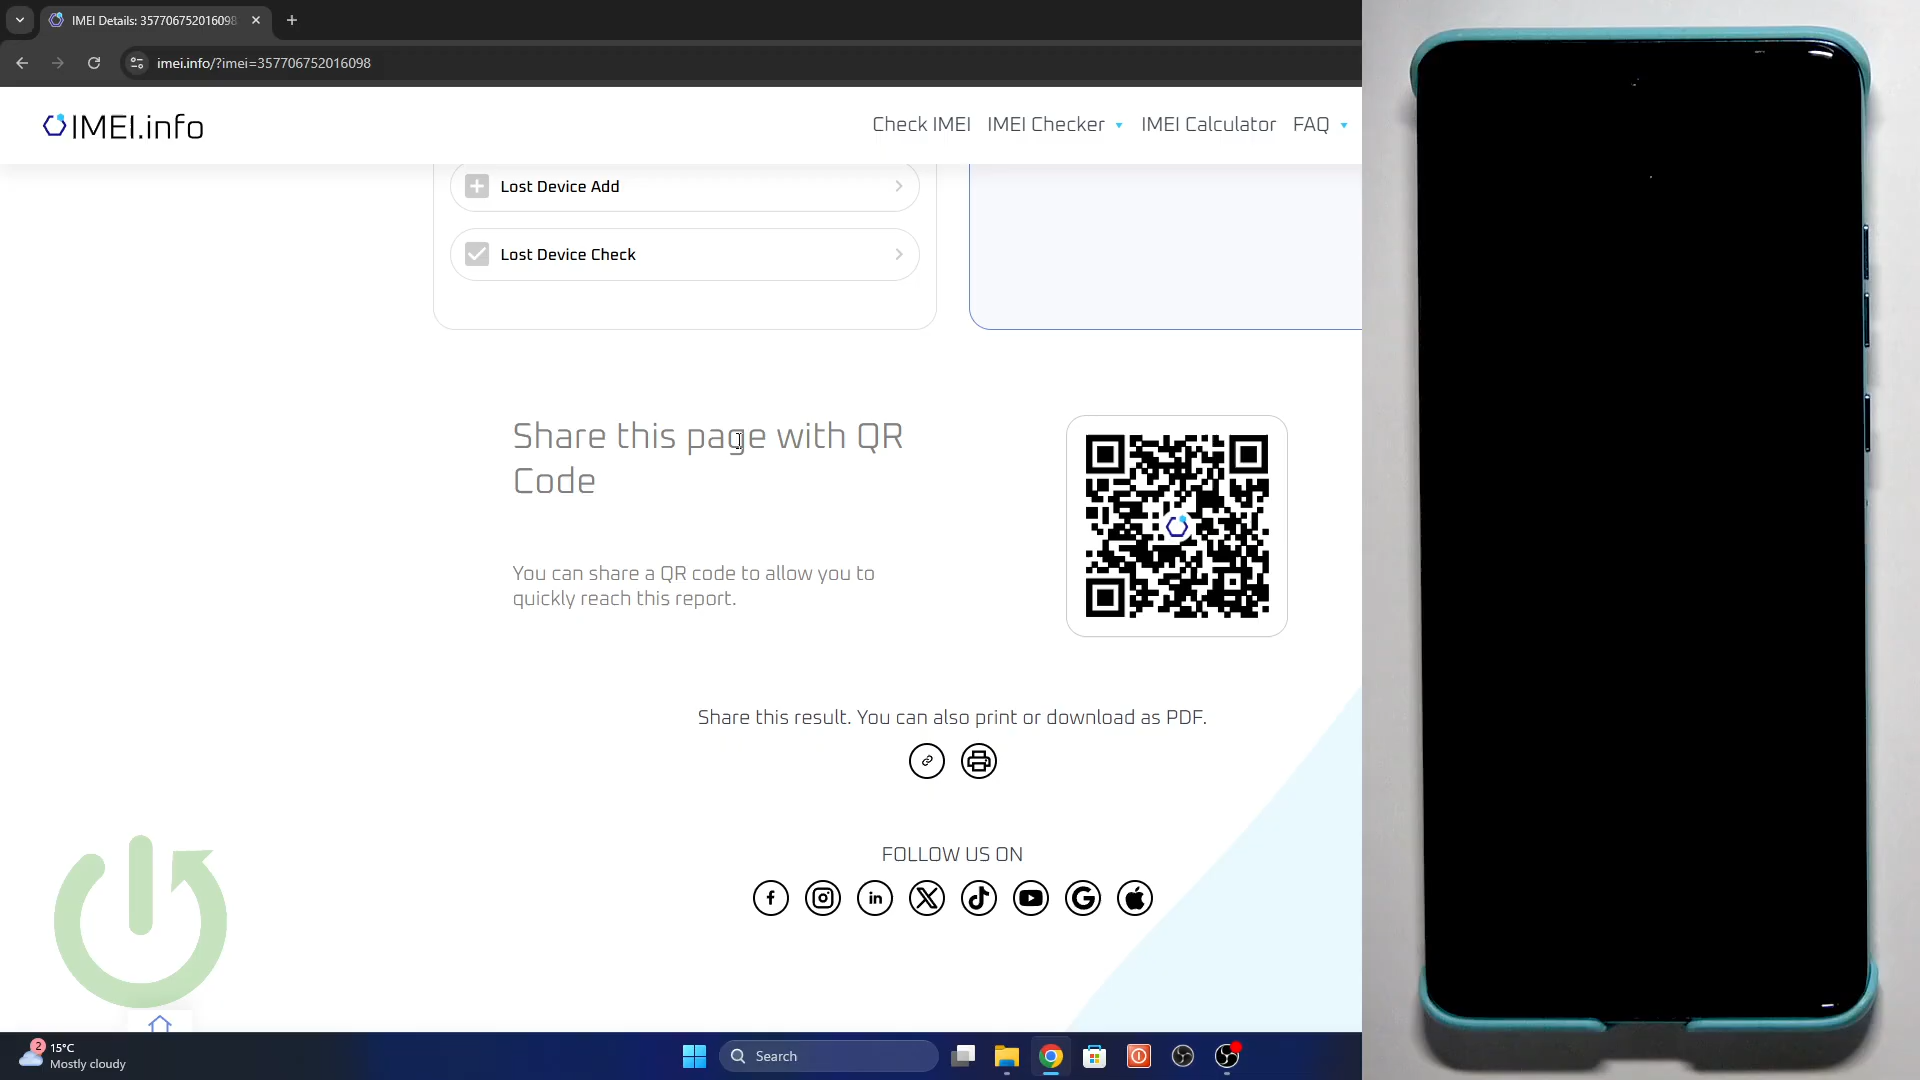 IMEI Details: 357706752016098
imei.info/?imei=357706752016098
IMEI.info
Check IMEI
IMEI Checker
IMEI Calculator
FAQ
Lost Device Add
Lost Device Check
Share this page with QR
Code
You can share a QR code to allow you to
quickly reach this report.
Share this result. You can also print or download as PDF.
FOLLOW US ON
2
15°C
Mostly cloudy
Search